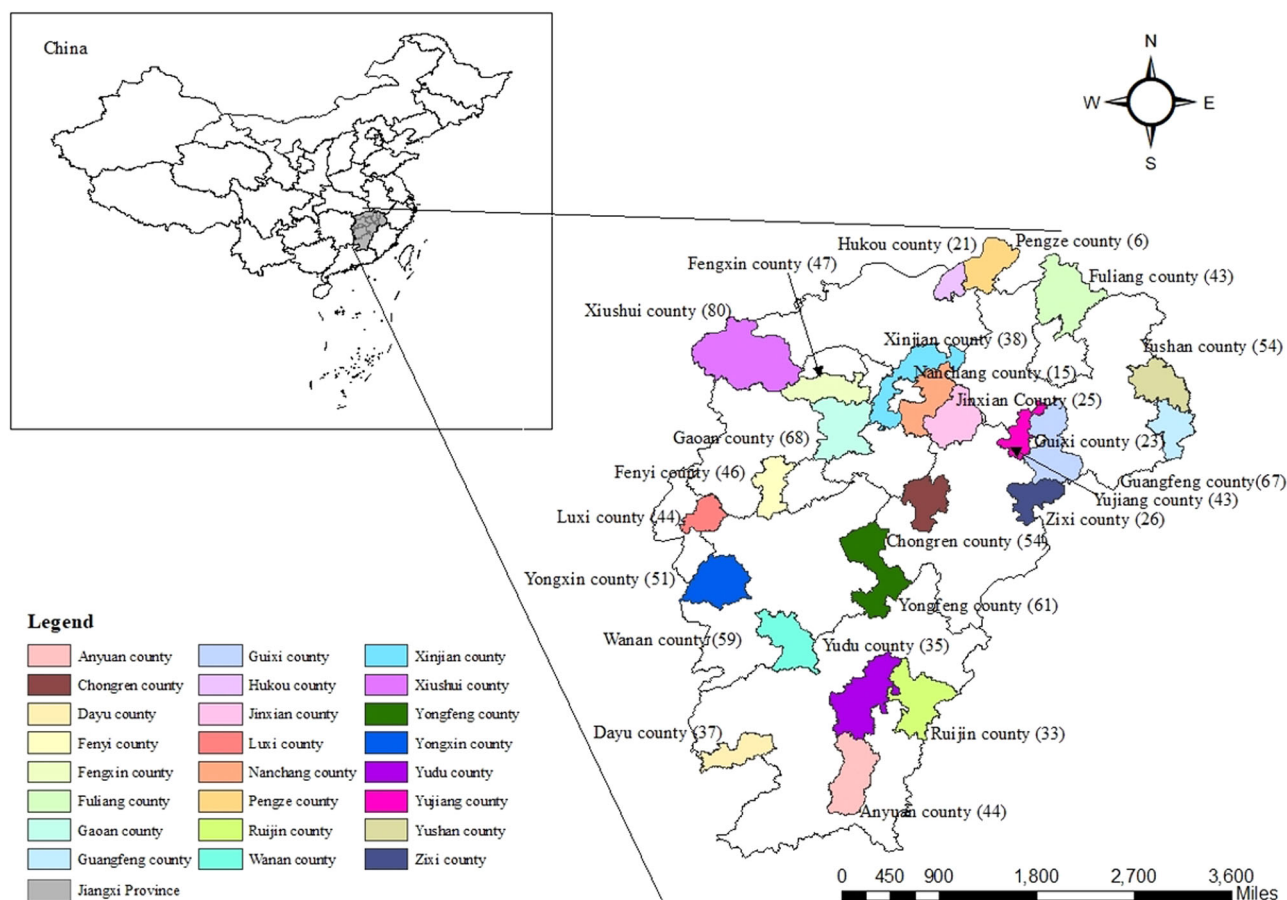 China
N
W
E
S
Hukou county (21)
Pengze county (6)
Fengxin county (47)
Fuliang county (43)
Xiushui county (80)
Xinjian county (38)
Yushan county (54)
Nanchang county (15)
Jinxian County (25)
Gaoan county (68)
Guixi county (23)
Fenyi county (46)
Guangfeng county(67)
Yujiang county (43)
Luxi county (44)
Zixi county (26)
Chongren county (54)
Yongxin county (51)
Yongfeng county (61)
Wanan county(59)
Yudu county (35)
Dayu county (37)
Ruijin county (33)
Anyuan county (44)
Legend
Anyuan county
Chongren county
Dayu county
Fenyi county
Fengxin county
Fuliang county
Gaoan county
Guangfeng county
Jiangxi Province
Guixi county
Hukou county
Jinxian county
Luxi county
Nanchang county
Pengze county
Ruijin county
Wanan county
Xinjian county
Xiushui county
Yongfeng county
Yongxin county
Yudu county
Yujiang county
Yushan county
Zixi county
0 450 900 1,800 2,700 3,600
Miles